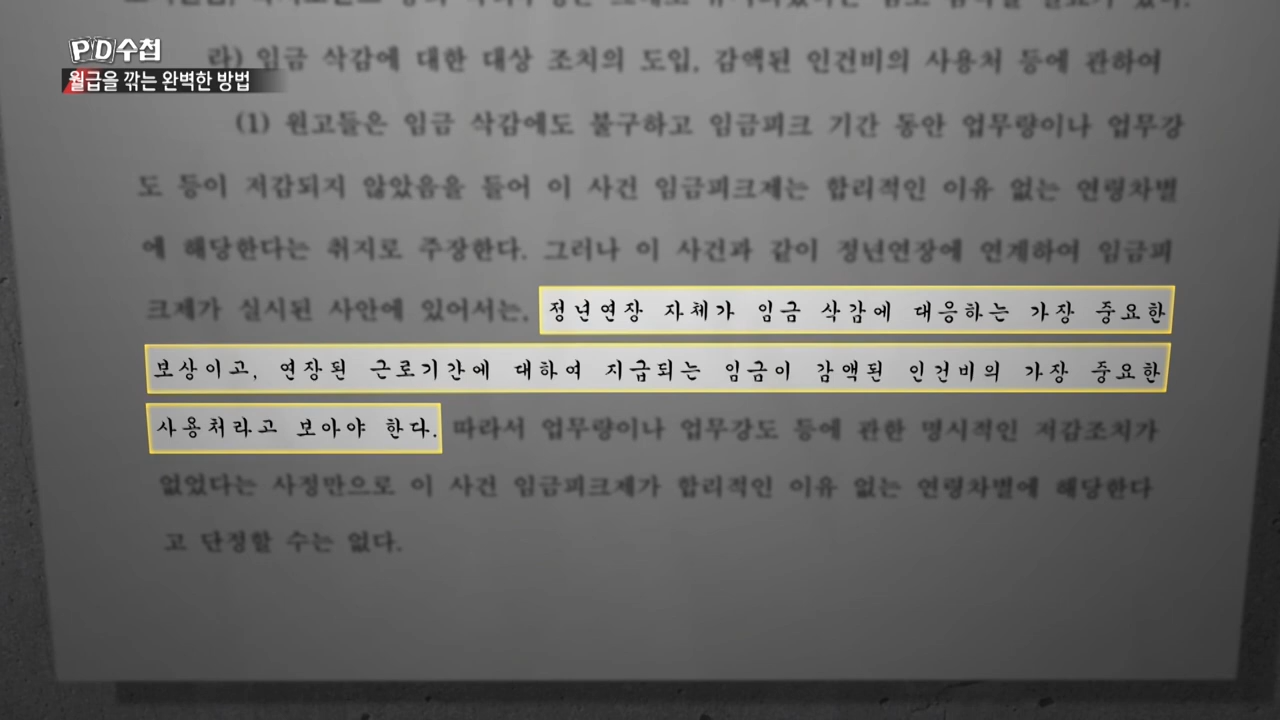 PD수첩
월급을 깎는 완벽한 방법
라) 임금 삭감에 대한 대상 조치의 도입, 감액된 인건비의 사용처 등에 관하여
(1) 원고들은 임금 삭감에도 불구하고 임금피크 기간 동안 업무량이나 업무강
도 등이 저감되지 않았음을 들어 이 사건 임금피크제는 합리적인 이유 없는 연령차별
에 해당한다는 취지로 주장한다. 그러나 이 사건과 같이 정년연장에 연계하여 임금피
크제가 실시된 사안에 있어서는, 정년연장 자체가 임금 삭감에 대응하는 가장 중요한
보상이고, 연장된 근로기간에 대하여 지급되는 임금이 감액된 인건비의 가장 중요한
사용처라고 보아야 한다. 따라서 업무량이나 업무강도 등에 관한 명시적인 저감조치가
없었다는 사정만으로 이 사건 임금피크제가 합리적인 이유 없는 연령차별에 해당한다
고 단정할 수는 없다.